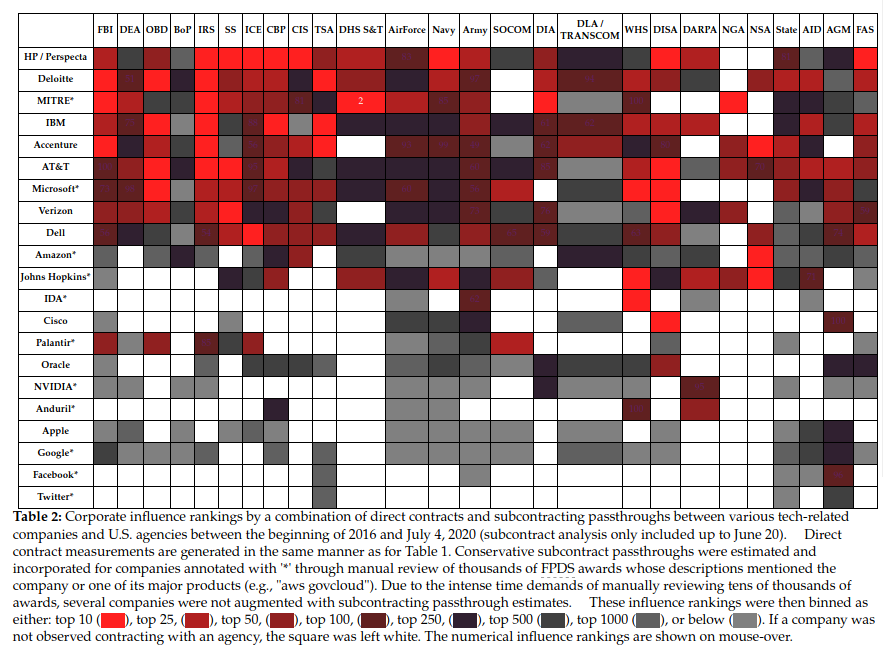 FBI DEA OBD BoP IRS SS ICE CBP CIS TSA DHS S&T AirForce Navy Army SOCOM DIA DLA / TRANSCOM WHS DISA DARPA NGA NSA State AID AGM FAS
HP / Perspecta
Deloitte
MITRE* 2
IBM
Accenture
AT&T
Microsoft*
Verizon
Dell
Amazon*
Johns Hopkins*
IDA*
Cisco
Palantir*
Oracle
NVIDIA*
Anduril*
Apple
Google*
Facebook*
Twitter*
Table 2: Corporate influence rankings by a combination of direct contracts and subcontracting passthroughs between various tech-related
companies and U.S. agencies between the beginning of 2016 and July 4, 2020 (subcontract analysis only included up to June 20). Direct
contract measurements are generated in the same manner as for Table 1. Conservative subcontract passthroughs were estimated and
incorporated for companies annotated with '*' through manual review of thousands of FPDS awards whose descriptions mentioned the
company or one of its major products (e.g., "aws govcloud"). Due to the intense time demands of manually reviewing tens of thousands of
awards, several companies were not augmented with subcontracting passthrough estimates. These influence rankings were then binned as
either: top 10 ( ), top 25, ( ), top 50, ( ), top 100, ( ), top 250, ( ), top 500 ( ), top 1000 ( ), or below ( ). If a company was
not observed contracting with an agency, the square was left white. The numerical influence rankings are shown on mouse-over.